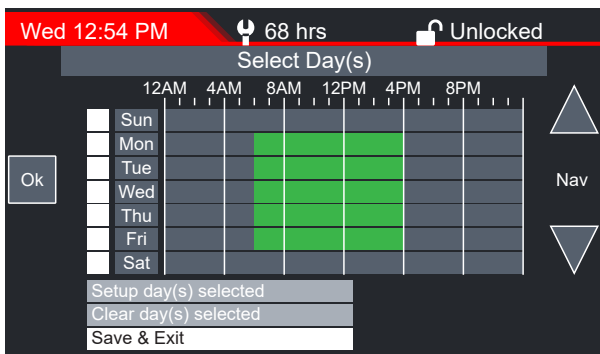 Wed 12:54 PM 68 hrs Unlocked
Select Day(s)
12AM 4AM 8AM 12PM 4PM 8PM
Sun
Mon
Tue
Ok Wed Nav
Thu
Fri
Sat
Setup day(s) selected
Clear day(s) selected
Save & Exit